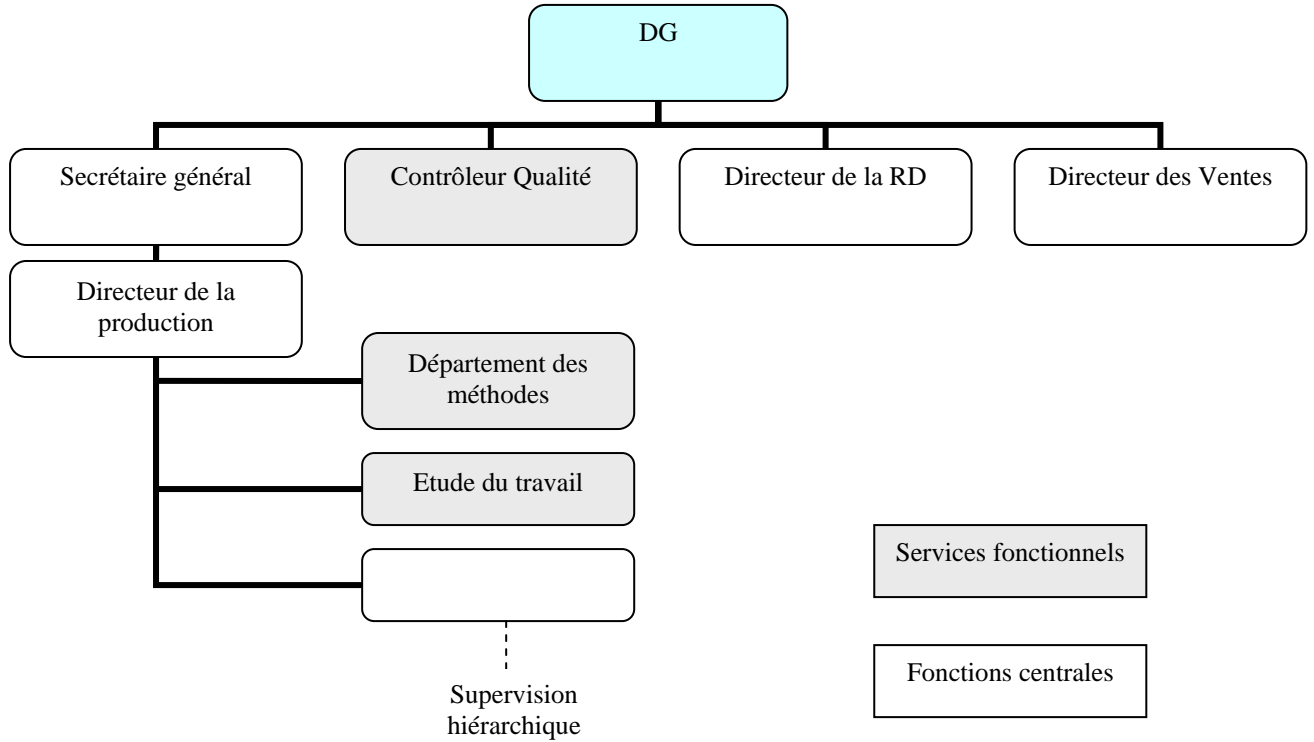 DG
Secrétaire général
Contrôleur Qualité
Directeur de la RD
Directeur des Ventes
Directeur de la
production
Département des
méthodes
Etude du travail
Services fonctionnels
Fonctions centrales
Supervision
hiérarchique